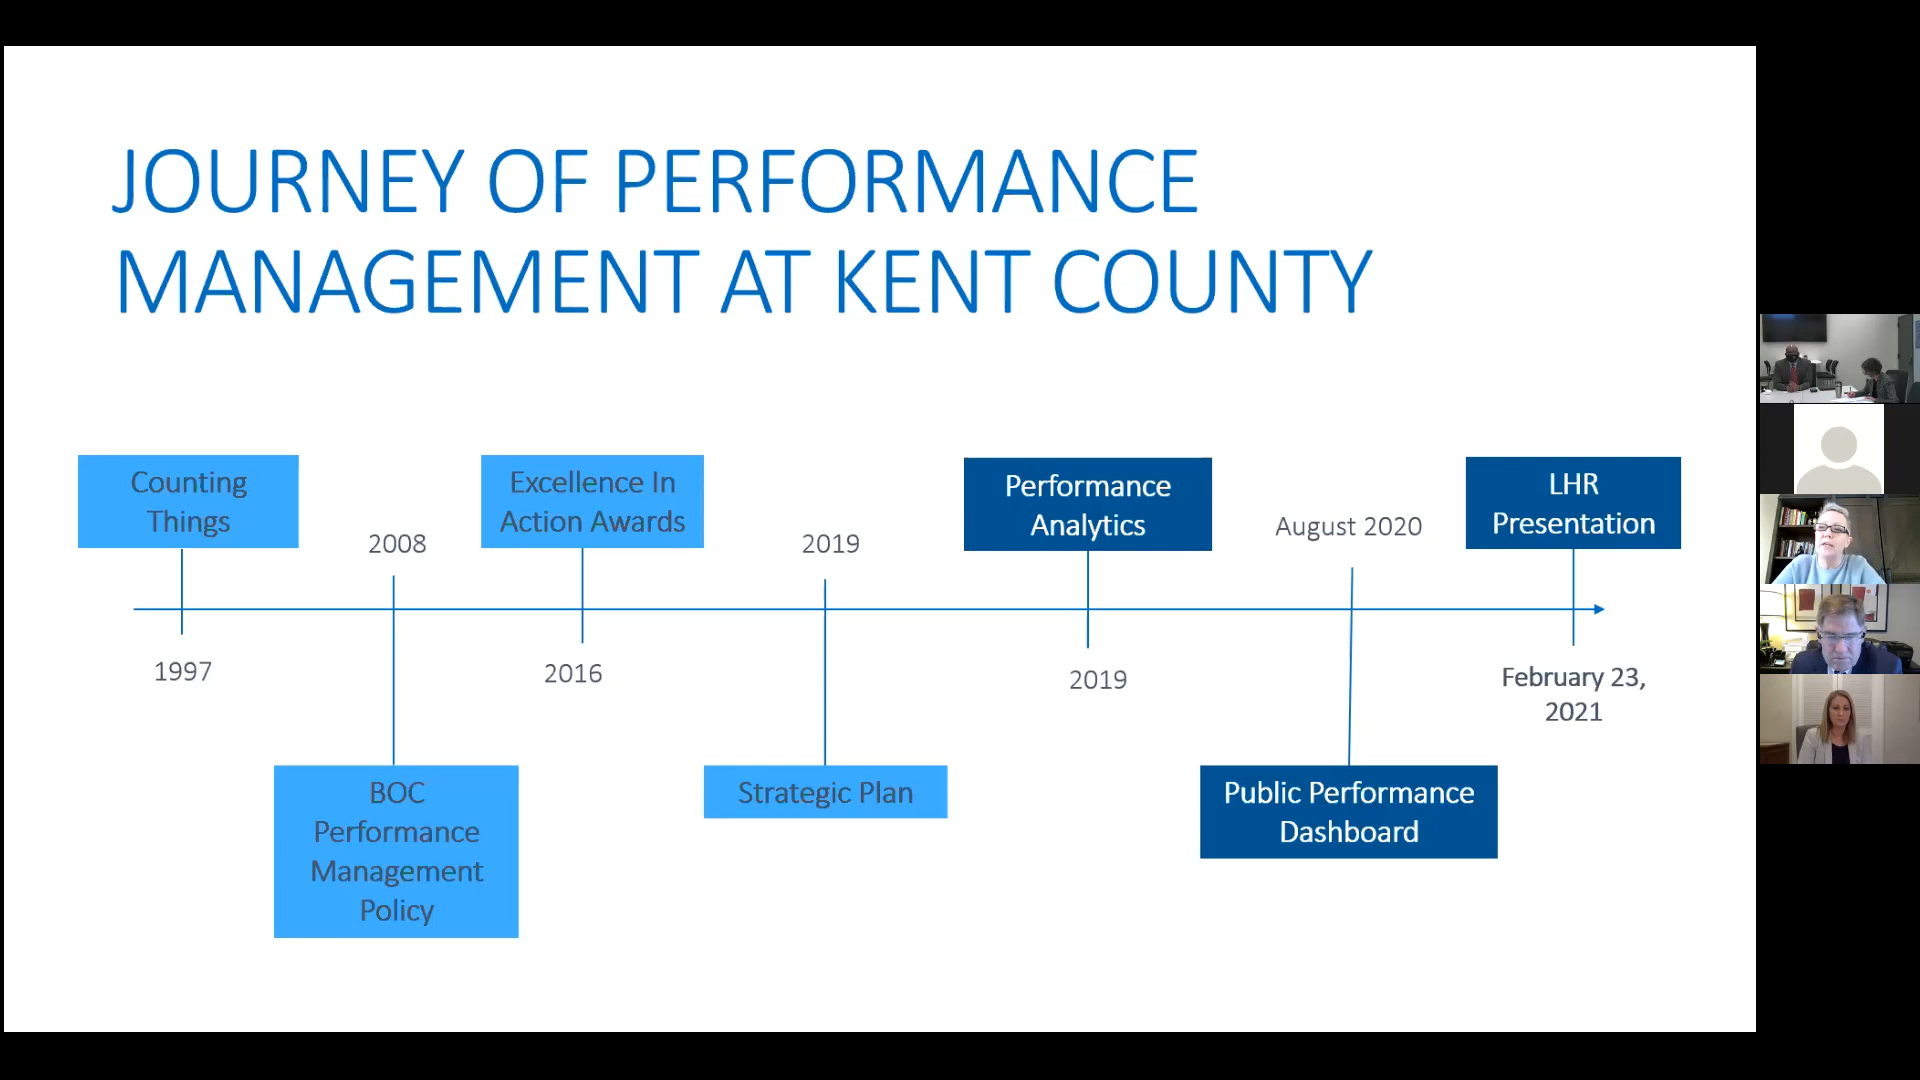 JOURNEY OF PERFORMANCE
MANAGEMENT AT KENT COUNTY
Counting
Things
1997
2008
BOC
Performance
Management
Policy
Excellence In
Action Awards
2016
2019
Strategic Plan
Performance
Analytics
2019
August 2020
Public Performance
Dashboard
LHR
Presentation
February 23,
2021